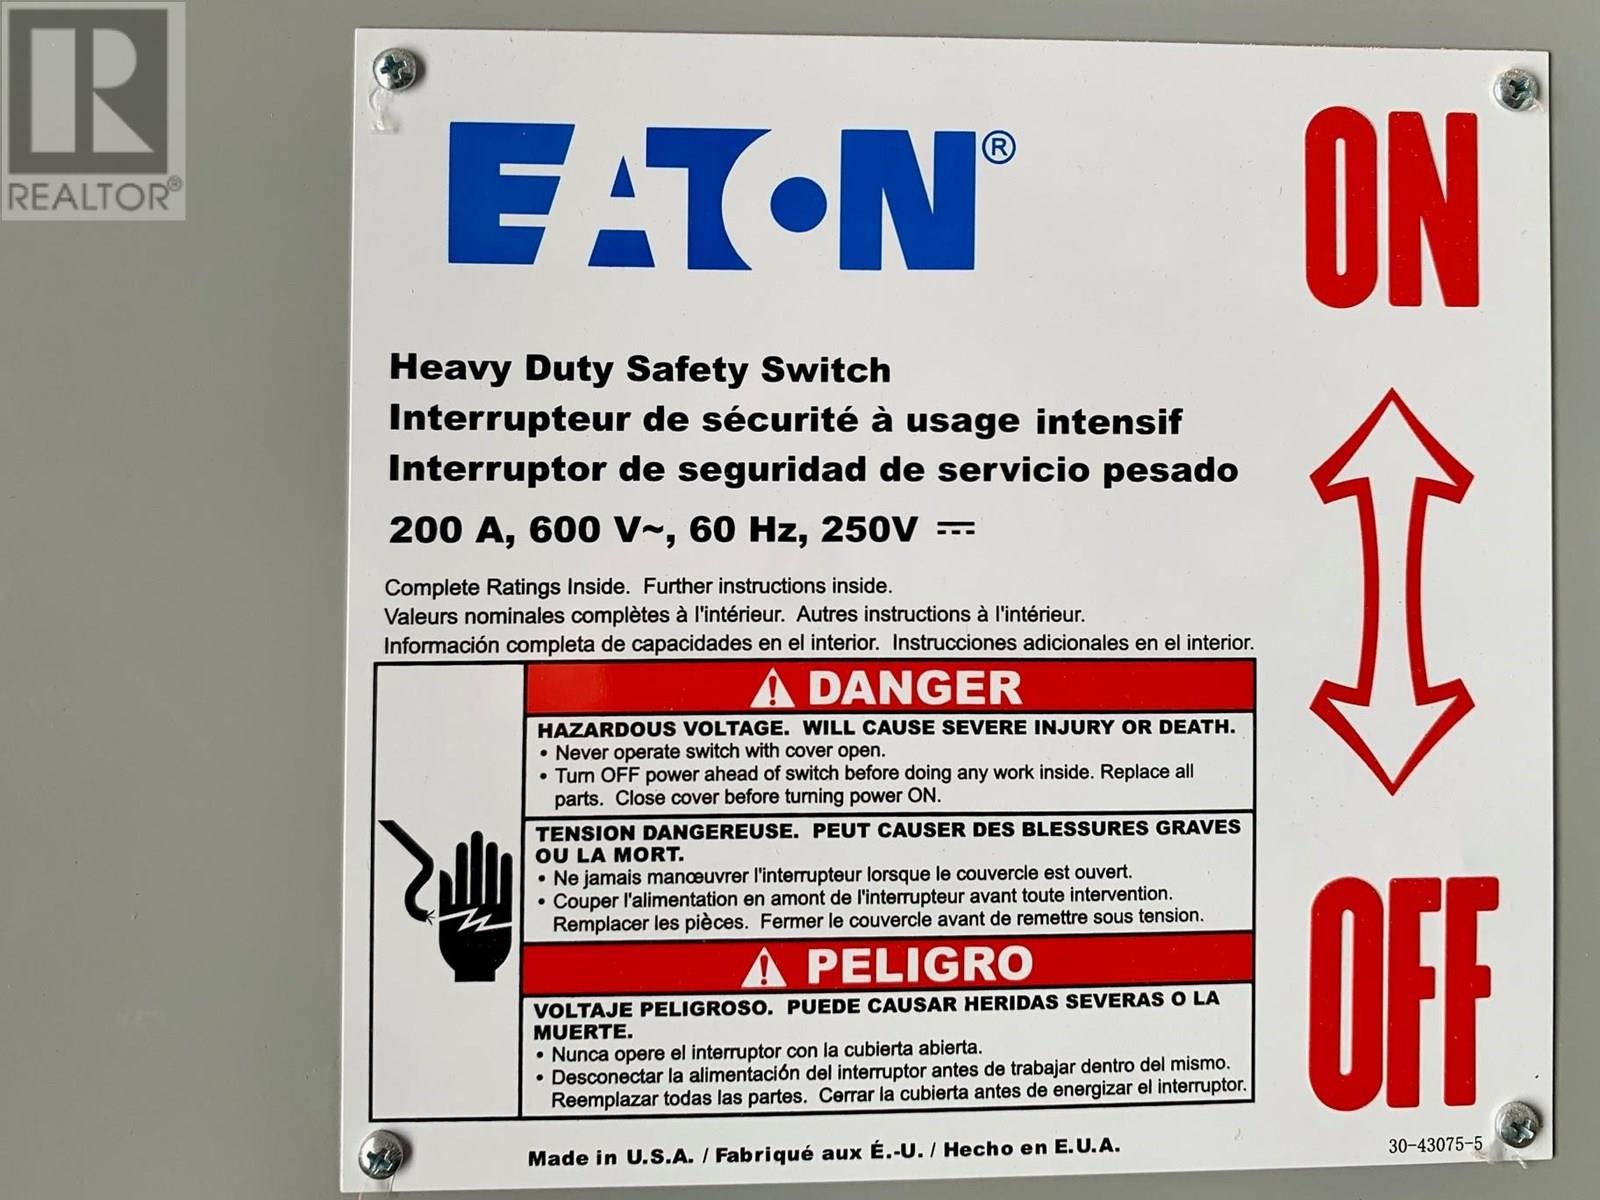 REALTOR®
EATON®
ON
Heavy Duty Safety Switch
Interrupteur de sécurité à usage intensif
Interruptor de seguridad de servicio pesado
200 A, 600 V~, 60 Hz, 250V ⎓
Complete Ratings Inside. Further instructions inside.
Valeurs nominales complètes à l'intérieur. Autres instructions à l'intérieur.
Información completa de capacidades en el interior. Instrucciones adicionales en el interior.
DANGER
HAZARDOUS VOLTAGE. WILL CAUSE SEVERE INJURY OR DEATH.
• Never operate switch with cover open.
• Turn OFF power ahead of switch before doing any work inside. Replace all
parts. Close cover before turning power ON.
TENSION DANGEREUSE. PEUT CAUSER DES BLESSURES GRAVES
OU LA MORT.
• Ne jamais manœuvrer l'interrupteur lorsque le couvercle est ouvert.
• Couper l'alimentation en amont de l'interrupteur avant toute intervention.
Remplacer les pièces. Fermer le couvercle avant de remettre sous tension.
PELIGRO
VOLTAJE PELIGROSO. PUEDE CAUSAR HERIDAS SEVERAS O LA
MUERTE.
• Nunca opere el interruptor con la cubierta abierta.
• Desconectar la alimentación del interruptor antes de trabajar dentro del mismo.
Reemplazar todas las partes. Cerrar la cubierta antes de energizar el interruptor.
OFF
Made in U.S.A. / Fabriqué aux É.-U. / Hecho en E.U.A.
30-43075-5